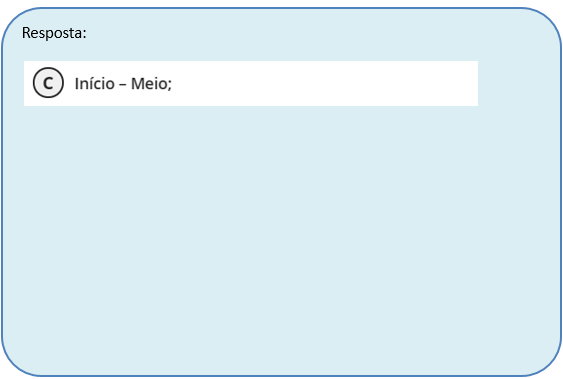 Resposta:
C Início – Meio;